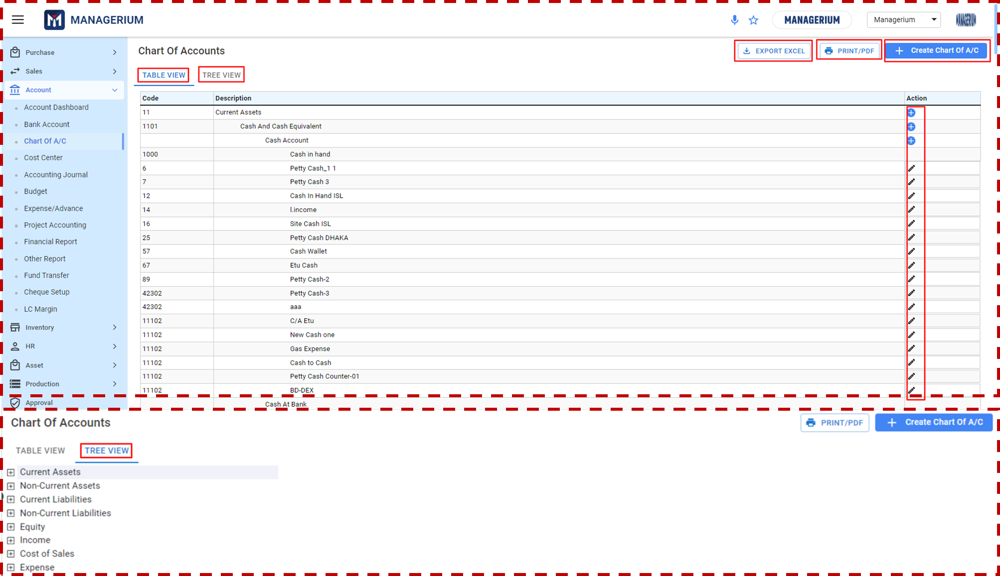 MANAGERIUM
MANAGERIUM
Managerium
MANAGERIUM
Purchase
Sales
Account
Account Dashboard
Bank Account
Chart Of A/C
Cost Center
Accounting Journal
Budget
Expense/Advance
Project Accounting
Financial Report
Other Report
Fund Transfer
Cheque Setup
LC Margin
Inventory
HR
Asset
Production
Approval
Chart Of Accounts
EXPORT EXCEL
PRINT/PDF
Create Chart Of A/C
TABLE VIEW TREE VIEW
Code Description Action
11 Current Assets
1101 Cash And Cash Equivalent
Cash Account
1000 Cash in hand
6 Petty Cash_1 1
7 Petty Cash 3
12 Cash In Hand ISL
14 l.income
16 Site Cash ISL
25 Petty Cash DHAKA
57 Cash Wallet
67 Etu Cash
89 Petty Cash-2
42302 Petty Cash-3
42302 aaa
11102 C/A Etu
11102 New Cash one
11102 Gas Expense
11102 Cash to Cash
11102 Petty Cash Counter-01
11102 BD-DEX
Cash At Bank
Chart Of Accounts
PRINT/PDF
Create Chart Of A/C
TABLE VIEW TREE VIEW
Current Assets
Non-Current Assets
Current Liabilities
Non-Current Liabilities
Equity
Income
Cost of Sales
Expense